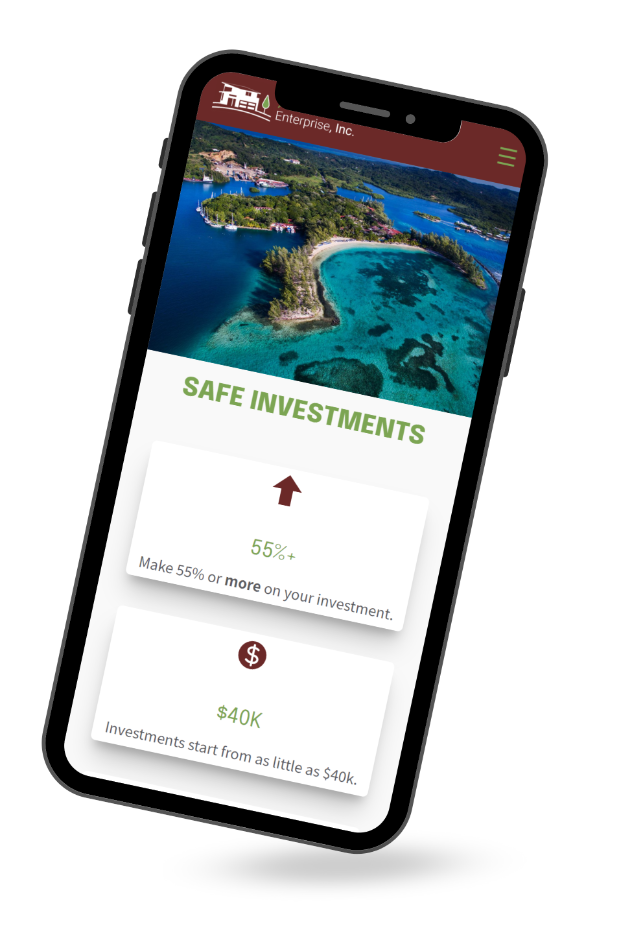 Enterprise, Inc.
SAFE INVESTMENTS
55%+
Make 55% or more on your investment.
$
$40K
Investments start from as little as $40k.